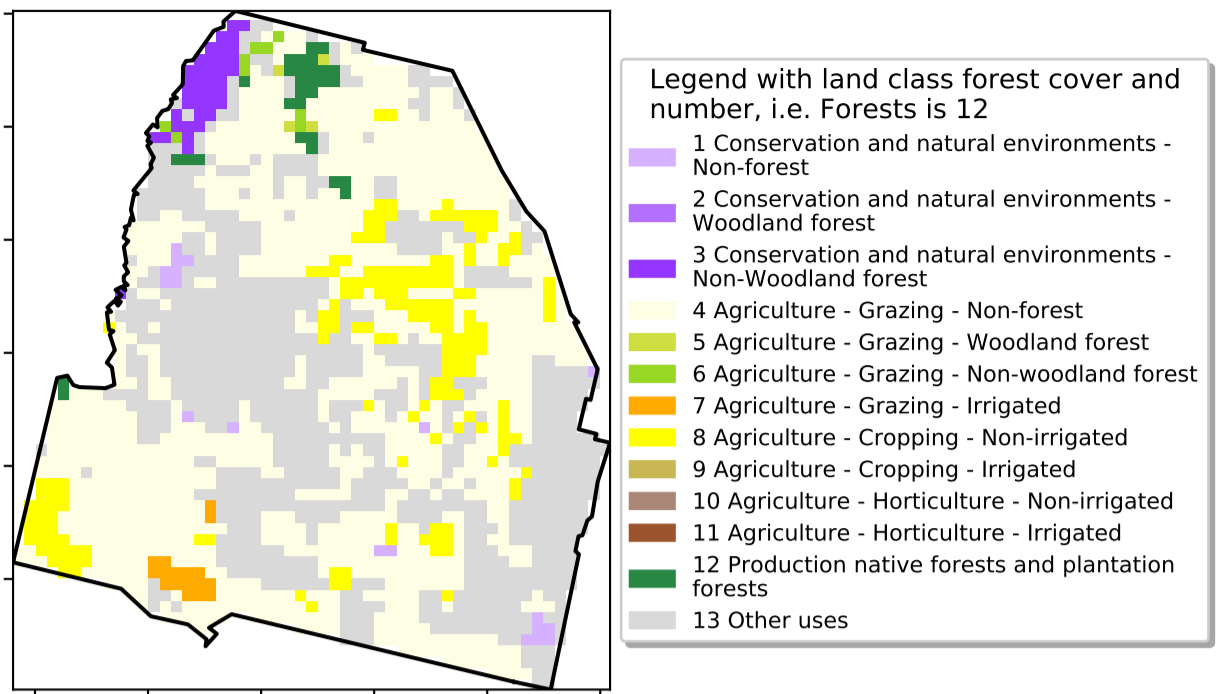 Legend with land class forest cover and
number, i.e. Forests is 12
1 Conservation and natural environments -
Non-forest
2 Conservation and natural environments -
Woodland forest
3 Conservation and natural environments -
Non-Woodland forest
4 Agriculture - Grazing - Non-forest
5 Agriculture - Grazing - Woodland forest
6 Agriculture - Grazing - Non-woodland forest
7 Agriculture - Grazing - Irrigated
8 Agriculture - Cropping - Non-irrigated
9 Agriculture - Cropping - Irrigated
10 Agriculture - Horticulture - Non-irrigated
11 Agriculture - Horticulture - Irrigated
12 Production native forests and plantation
forests
13 Other uses